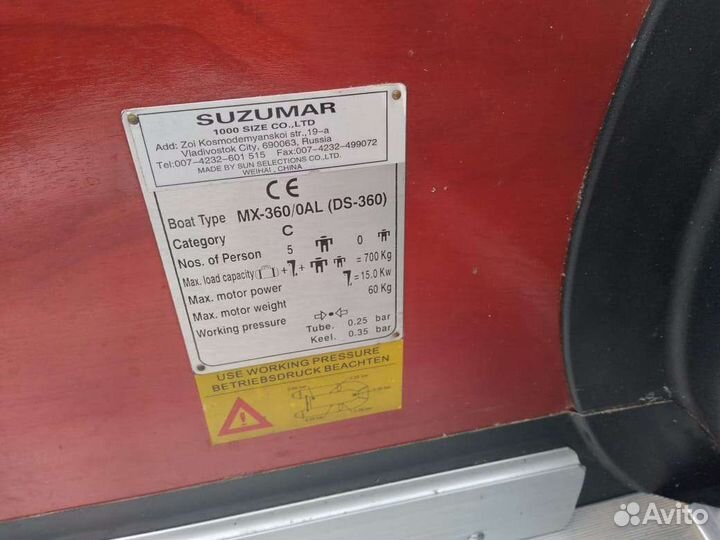 SUZUMAR
1000 SIZE CO.,LTD
Add: Zoi Kosmodemyanskoi str.,19-a
Vladivostok City, 690063, Russia
Tel:007-4232-601 515 Fax:007-4232-499072
MADE BY SUN SELECTIONS CO.,LTD.
WEIHAI , CHINA
CE
Boat Type MX-360/0AL (DS-360)
Category C
Nos. of Person 5 0
Max. load capacity + + = 700 Kg
Max. motor power = 15.0 Kw
Max. motor weight 60 Kg
Working pressure
Tube. 0.25 bar
Keel. 0.35 bar
USE WORKING PRESSURE
BETRIEBSDRUCK BEACHTEN
Avito